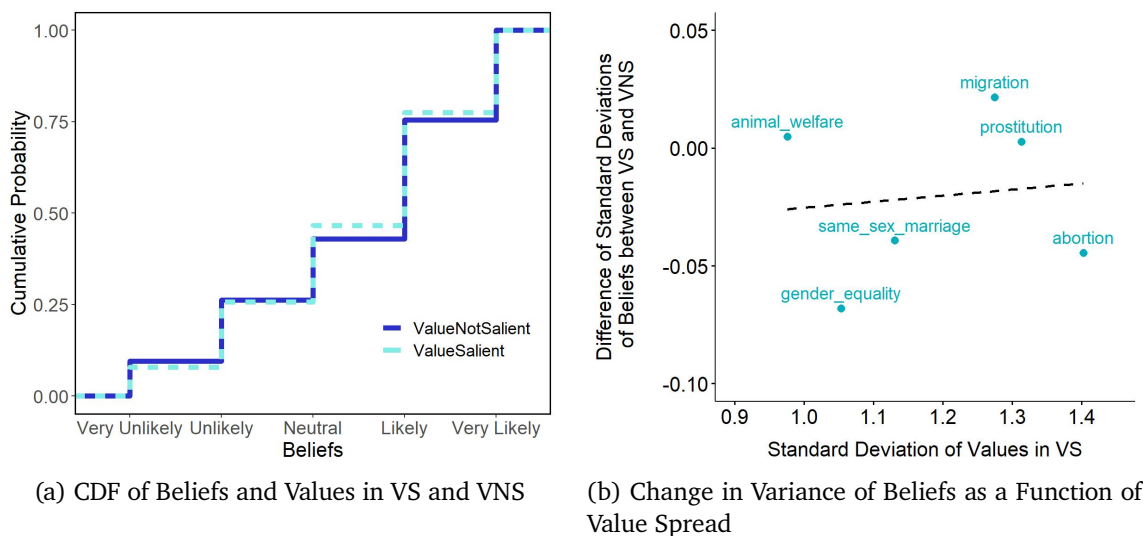 1.00
0.75
0.50
0.25
0.00
Cumulative Probability
ValueNotSalient
ValueSalient
Very Unlikely Unlikely Neutral Likely Very Likely
Beliefs
(a) CDF of Beliefs and Values in VS and VNS
0.05
0.00
-0.05
-0.10
Difference of Standard Deviations
of Beliefs between VS and VNS
migration
animal_welfare
prostitution
same_sex_marriage
abortion
gender_equality
0.9 1.0 1.1 1.2 1.3 1.4
Standard Deviation of Values in VS
(b) Change in Variance of Beliefs as a Function of
Value Spread